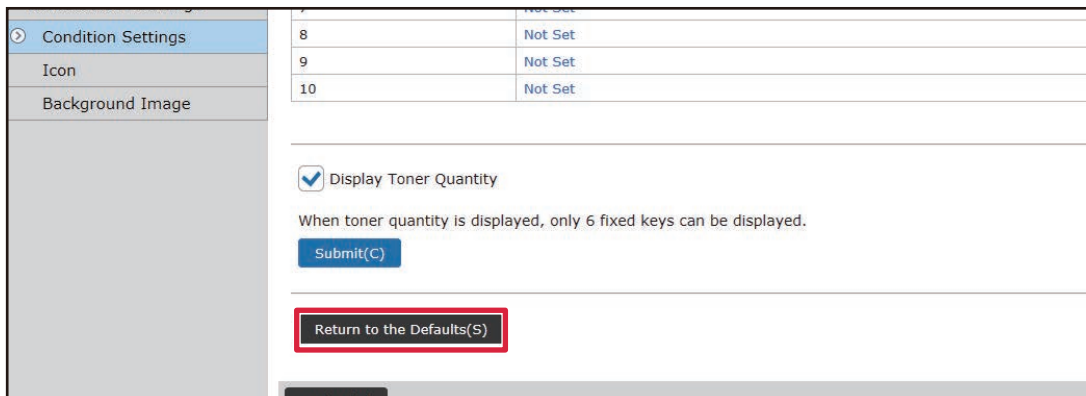 Condition Settings
Icon
Background Image
8 Not Set
9 Not Set
10 Not Set
Display Toner Quantity
When toner quantity is displayed, only 6 fixed keys can be displayed.
Submit(C)
Return to the Defaults(S)